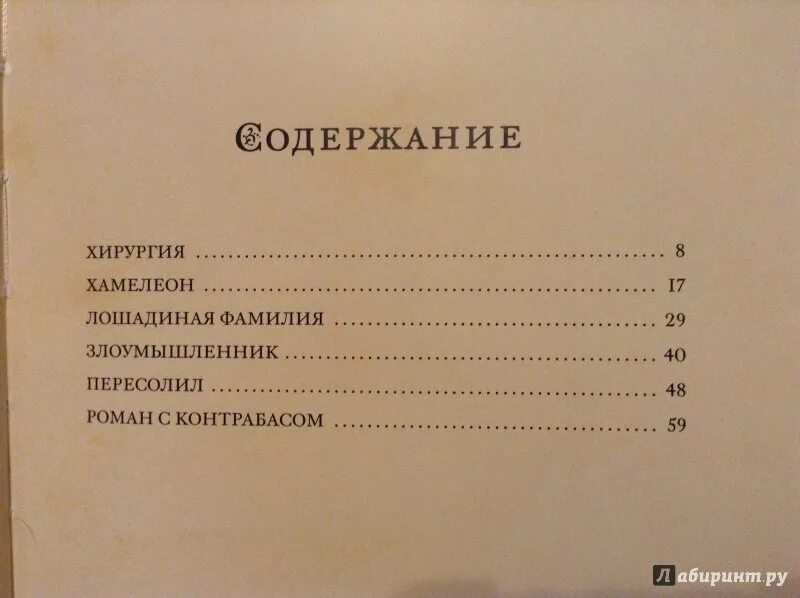 Содержание
ХИРУРГИЯ ........ 8
ХАМЕЛЕОН ........ 17
ЛОШАДИНАЯ ФАМИЛИЯ ........ 29
ЗЛОУМЫШЛЕННИК ........ 40
ПЕРЕСОЛИЛ ........ 48
РОМАН С КОНТРАБАСОМ ........ 59
Лабиринт.ру